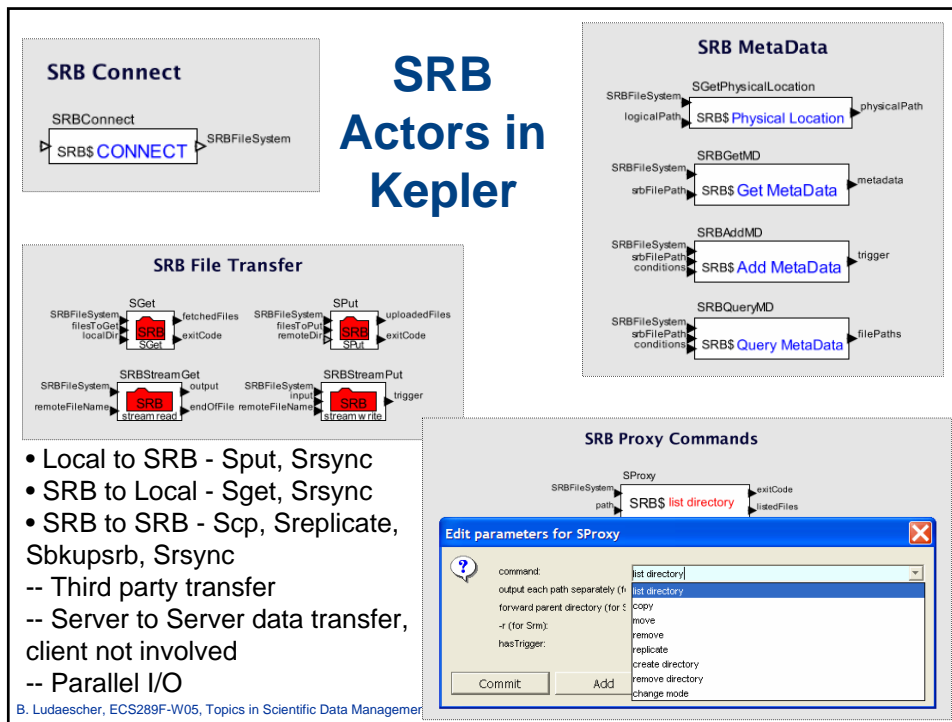 SRB Connect
SRBConnect
SRB$ CONNECT
SRBFileSystem
SRB
Actors in
Kepler
SRB MetaData
SGetPhysicalLocation
SRBFileSystem
logicalPath
SRB$ Physical Location
physicalPath
SRBGetMD
SRBFileSystem
srbFilePath
SRB$ Get MetaData
metadata
SRBAddMD
SRBFileSystem
srbFilePath
conditions
SRB$ Add MetaData
trigger
SRBQueryMD
SRBFileSystem
srbFilePath
conditions
SRB$ Query MetaData
filePaths
SRB File Transfer
SGet
SRBFileSystem
filesToGet
localDir
SRB
SGet
fetchedFiles
exitCode
SPut
SRBFileSystem
filesToPut
remoteDir
SRB
SPut
uploadedFiles
exitCode
SRBStreamGet
SRBFileSystem
remoteFileName
SRB
stream read
output
endOfFile
SRBStreamPut
SRBFileSystem
input
remoteFileName
SRB
stream write
trigger
• Local to SRB - Sput, Srsync
• SRB to Local - Sget, Srsync
• SRB to SRB - Scp, Sreplicate,
Sbkupsrb, Srsync
-- Third party transfer
-- Server to Server data transfer,
client not involved
-- Parallel I/O
SRB Proxy Commands
SProxy
SRBFileSystem
path
SRB$ list directory
exitCode
listedFiles
Edit parameters for SProxy
command:
list directory
output each path separately (f
forward parent directory (for S
-r (for Srm):
hasTrigger:
list directory
copy
move
remove
replicate
create directory
remove directory
change mode
Commit
Add
B. Ludaescher, ECS289F-W05, Topics in Scientific Data Managemen